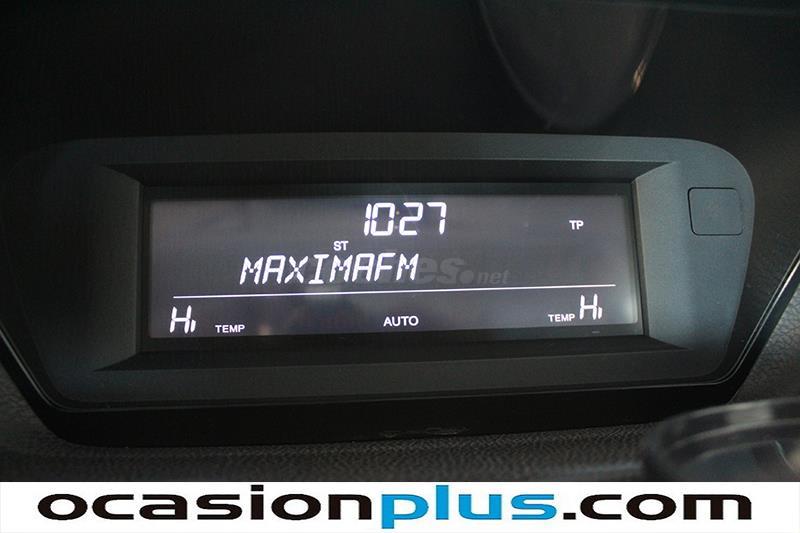 10:27
TP
ST
MAXIMAFM
Hi TEMP AUTO TEMP Hi
ocasionplus.com